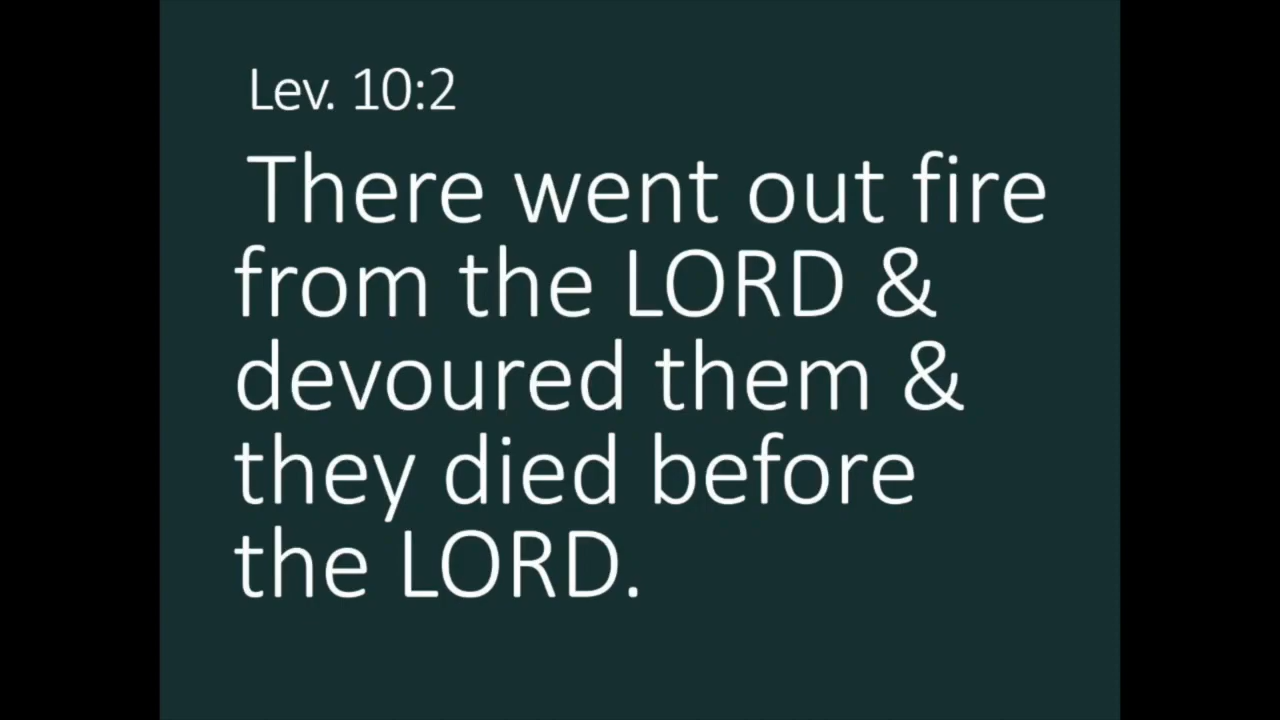 Lev. 10:2
There went out fire
from the LORD &
devoured them &
they died before
the LORD.